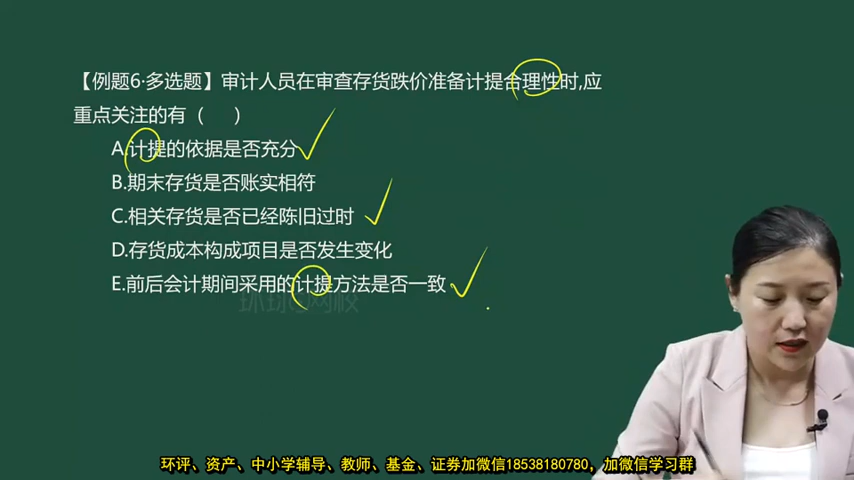 【例题6·多选题】审计人员在审查存货跌价准备计提合理性时,应
重点关注的有（ ）
A.计提的依据是否充分
B.期末存货是否账实相符
C.相关存货是否已经陈旧过时
D.存货成本构成项目是否发生变化
E.前后会计期间采用的计提方法是否一致
环球网校
环评、资产、中小学辅导、教师、基金、证券加微信18538180780，加微信学习群